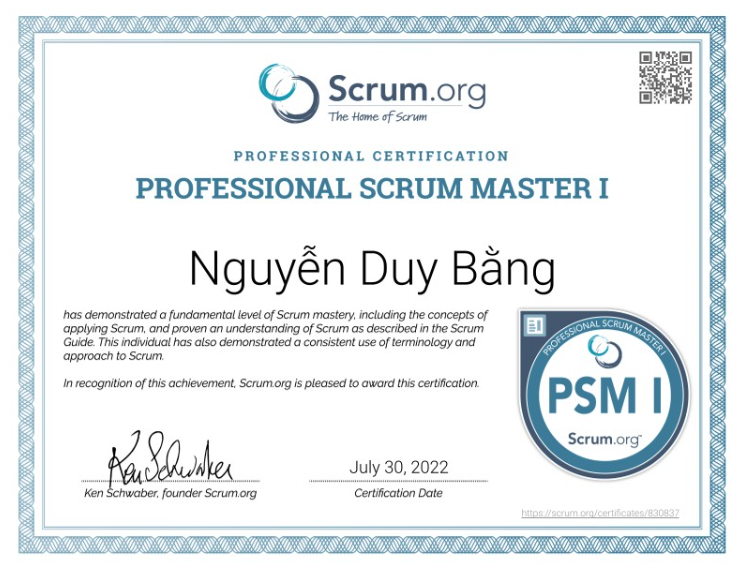 Scrum.org
The Home of Scrum
PROFESSIONAL CERTIFICATION
PROFESSIONAL SCRUM MASTER I
Nguyễn Duy Bằng
has demonstrated a fundamental level of Scrum mastery, including the concepts of
applying Scrum, and proven an understanding of Scrum as described in the Scrum
Guide. This individual has also demonstrated a consistent use of terminology and
approach to Scrum.
In recognition of this achievement, Scrum.org is pleased to award this certification.
PROFESSIONAL SCRUM MASTER I
PSM I
Scrum.org™
Ken Schwaber
July 30, 2022
Ken Schwaber, founder Scrum.org
Certification Date
https://scrum.org/certificates/830837